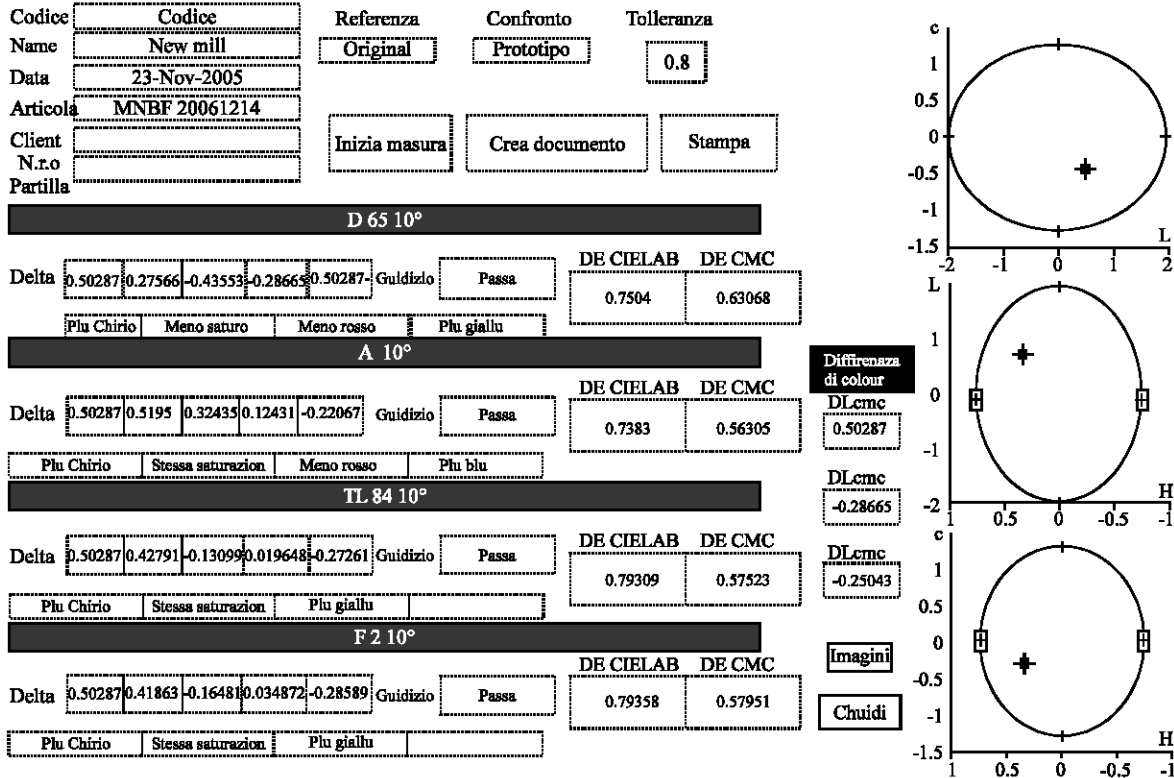 Codice Codice
Referenza Confronto Tolleranza
Name New mill
Original Prototipo 0.8
Data 23-Nov-2005
Articola MNBF 20061214
Client
N.r.o
Partilla
Inizia masura Crea documento Stampa
D 65 10°
DE CIELAB DE CMC
Delta 0.50287 0.27566 -0.43553 -0.28665 0.50287- Guidizio Passa 0.7504 0.63068
Plu Chirio Meno saturo Meno rosso Plu giallu
A 10°
DE CIELAB DE CMC
Delta 0.50287 0.5195 0.32435 0.12431 -0.22067 Guidizio Passa 0.7383 0.56305
Plu Chirio Stessa saturazion Meno rosso Plu blu
TL 84 10°
DE CIELAB DE CMC
Delta 0.50287 0.42791 -0.13099 0.019648 -0.27261 Guidizio Passa 0.79309 0.57523
Plu Chirio Stessa saturazion Plu giallu
F 2 10°
DE CIELAB DE CMC
Delta 0.50287 0.41863 -0.16481 0.034872 -0.28589 Guidizio Passa 0.79358 0.57951
Plu Chirio Stessa saturazion Plu giallu
Diffirenaza
di colour
DLcmc
0.50287
DLcmc
-0.28665
DLcmc
-0.25043
Imagini
Chuidi
c
1
0.5
0
-0.5
-1
-1.5
L
-2 -1 0 1 2
L
1
0
-1
-2
H
1 0.5 0 -0.5 -1
c
1
0.5
0
-0.5
-1
-1.5
H
1 0.5 0 -0.5 -1